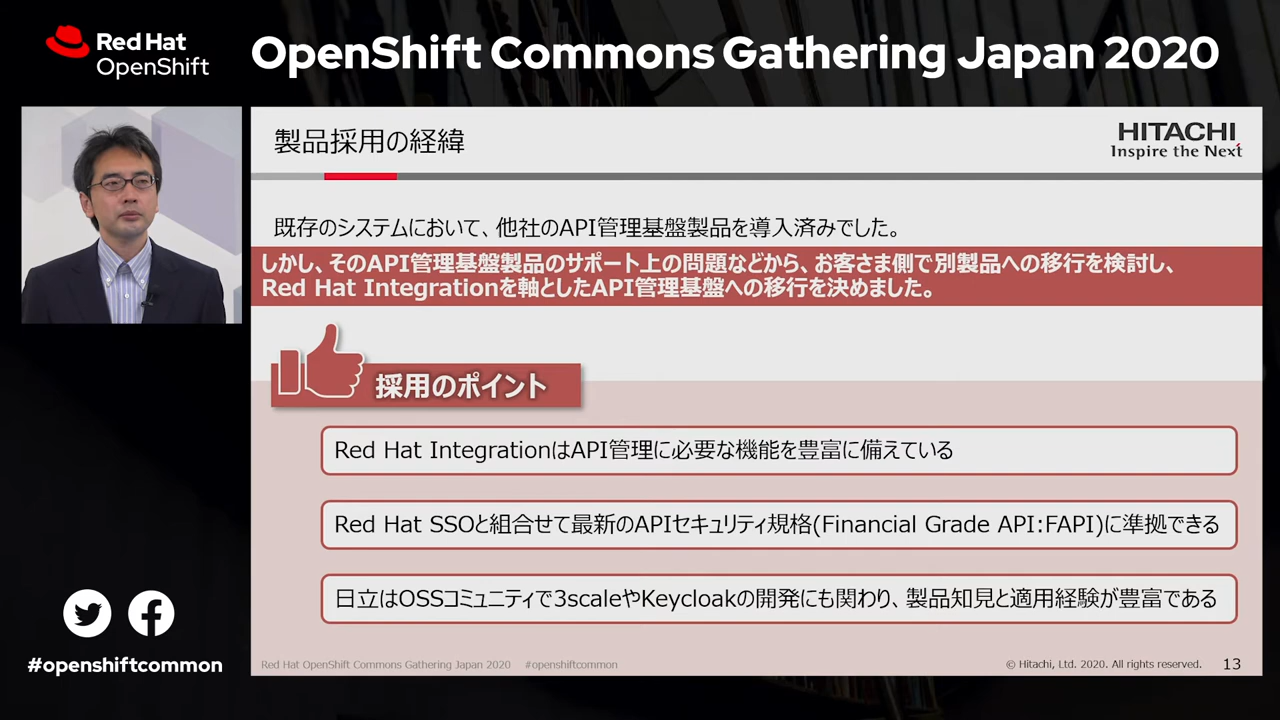 Red Hat
OpenShift
OpenShift Commons Gathering Japan 2020
製品採用の経緯
HITACHI
Inspire the Next
既存のシステムにおいて、他社のAPI管理基盤製品を導入済みでした。
しかし、そのAPI管理基盤製品のサポート上の問題などから、お客さま側で別製品への移行を検討し、
Red Hat Integrationを軸としたAPI管理基盤への移行を決めました。
採用のポイント
Red Hat IntegrationはAPI管理に必要な機能を豊富に備えている
Red Hat SSOと組合せて最新のAPIセキュリティ規格(Financial Grade API:FAPI)に準拠できる
日立はOSSコミュニティで3scaleやKeycloakの開発にも関わり、製品知見と適用経験が豊富である
#openshiftcommon
Red Hat OpenShift Commons Gathering Japan 2020 #openshiftcommon
© Hitachi, Ltd. 2020. All rights reserved. 13